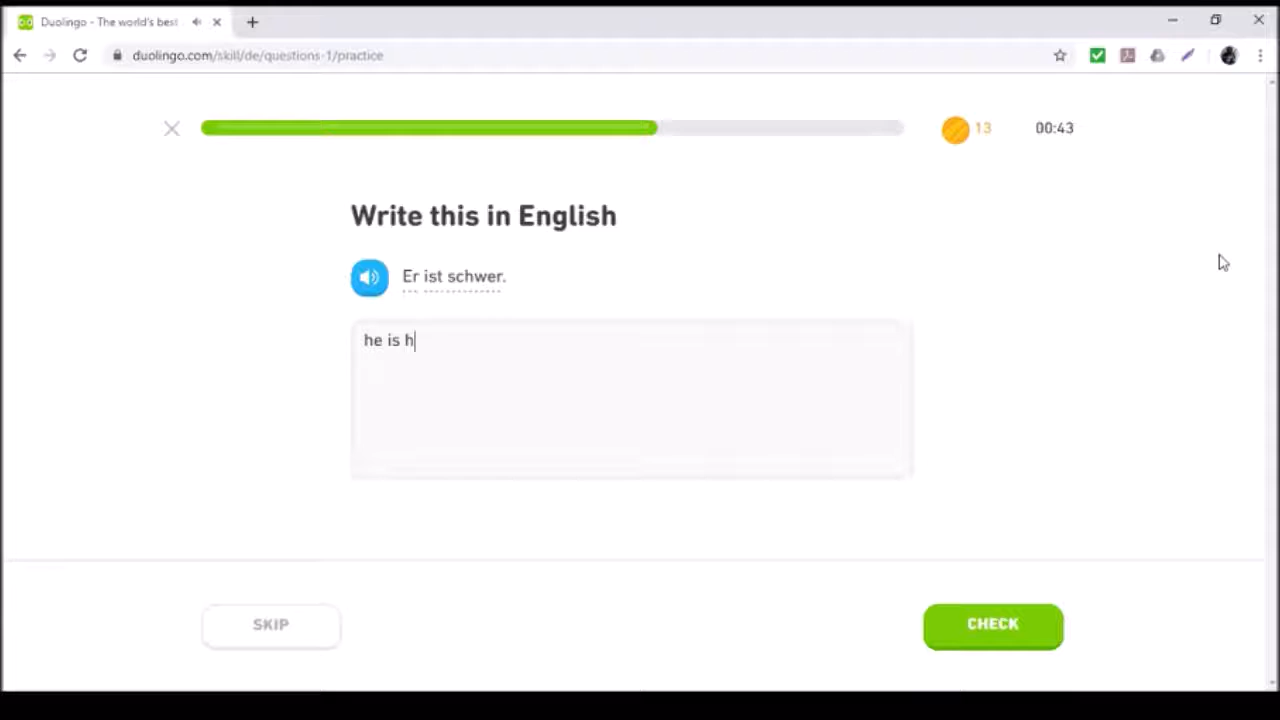 Duolingo - The world's best
duolingo.com/skill/de/questions-1/practice
13
00:43
Write this in English
Er ist schwer.
he is h
SKIP
CHECK